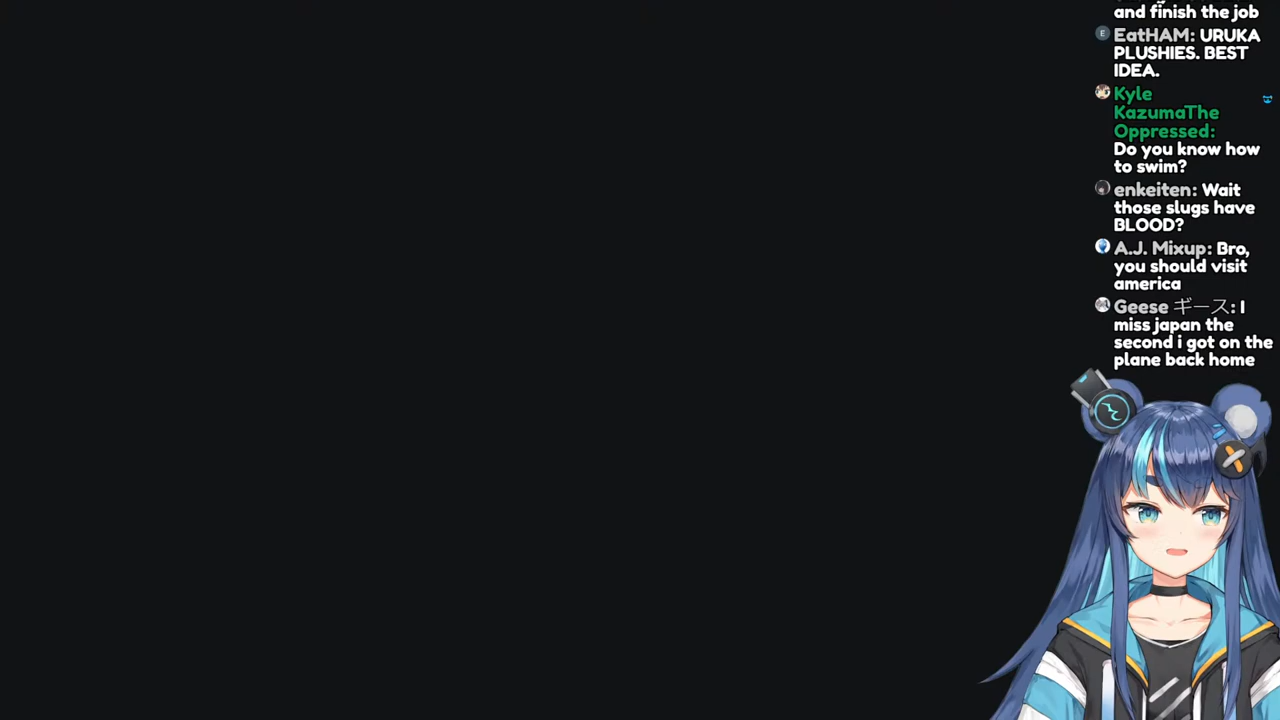 and finish the job
EatHAM: URUKA
PLUSHIES. BEST
IDEA.
Kyle
KazumaThe
Oppressed:
Do you know how
to swim?
enkeiten: Wait
those slugs have
BLOOD?
A.J. Mixup: Bro,
you should visit
america
Geese ギース: I
miss japan the
second i got on the
plane back home